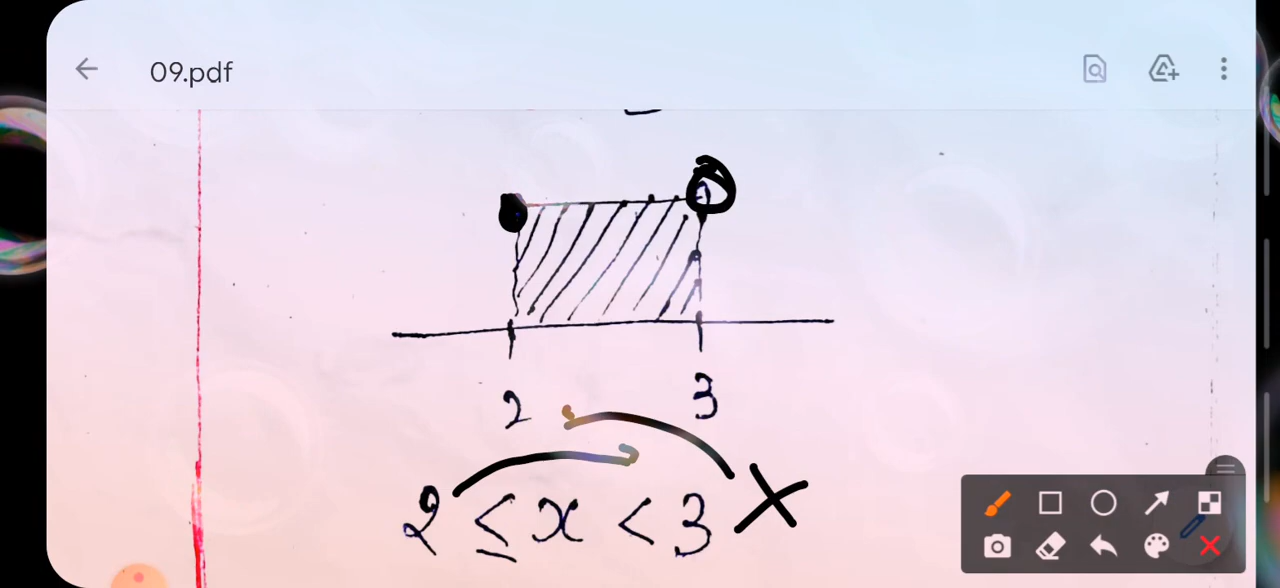 09.pdf
2 3
2 ≤ x < 3 ×